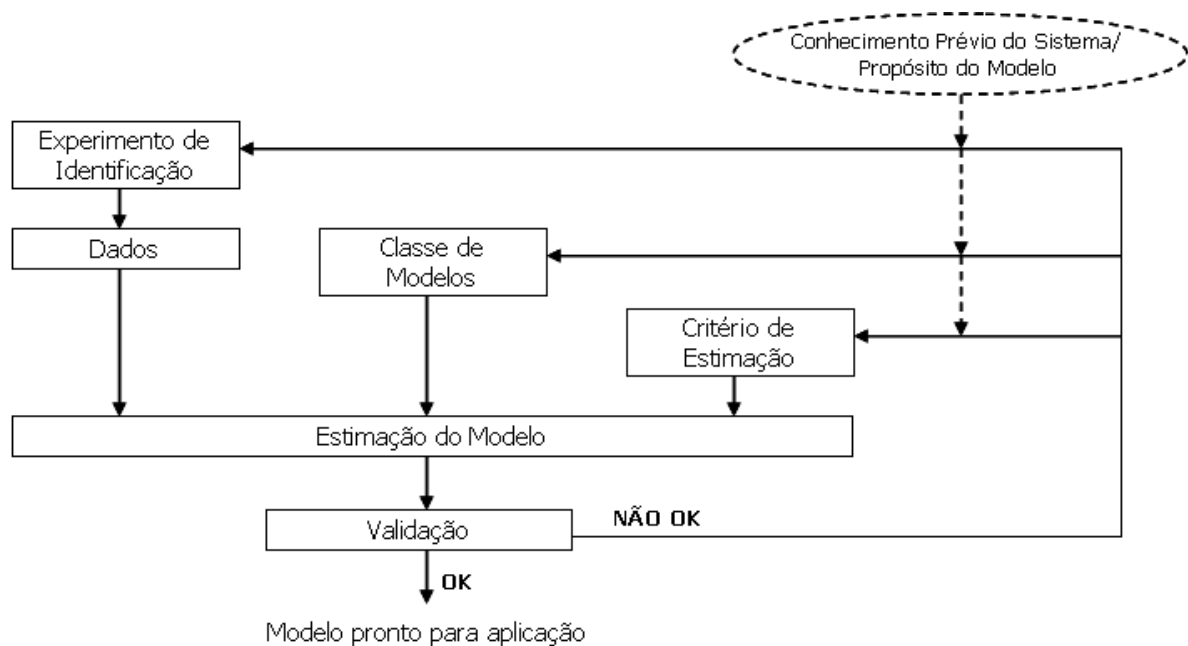 Conhecimento Prévio do Sistema/
Propósito do Modelo
Experimento de
Identificação
Dados
Classe de
Modelos
Critério de
Estimação
Estimação do Modelo
Validação
NÃO OK
OK
Modelo pronto para aplicação